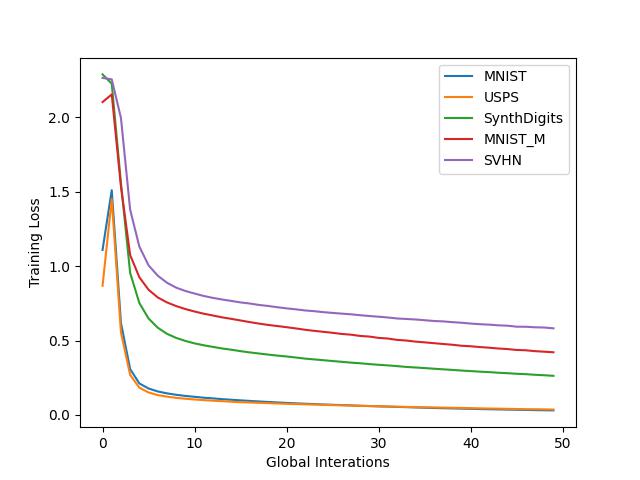 MNIST
USPS
SynthDigits
MNIST_M
SVHN
2.0
1.5
1.0
0.5
0.0
Training Loss
0 10 20 30 40 50
Global Interations